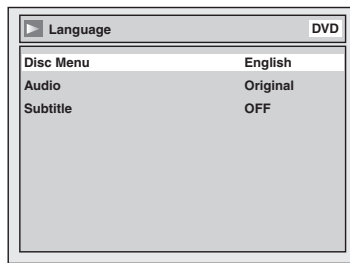 Language DVD
Disc Menu English
Audio Original
Subtitle OFF